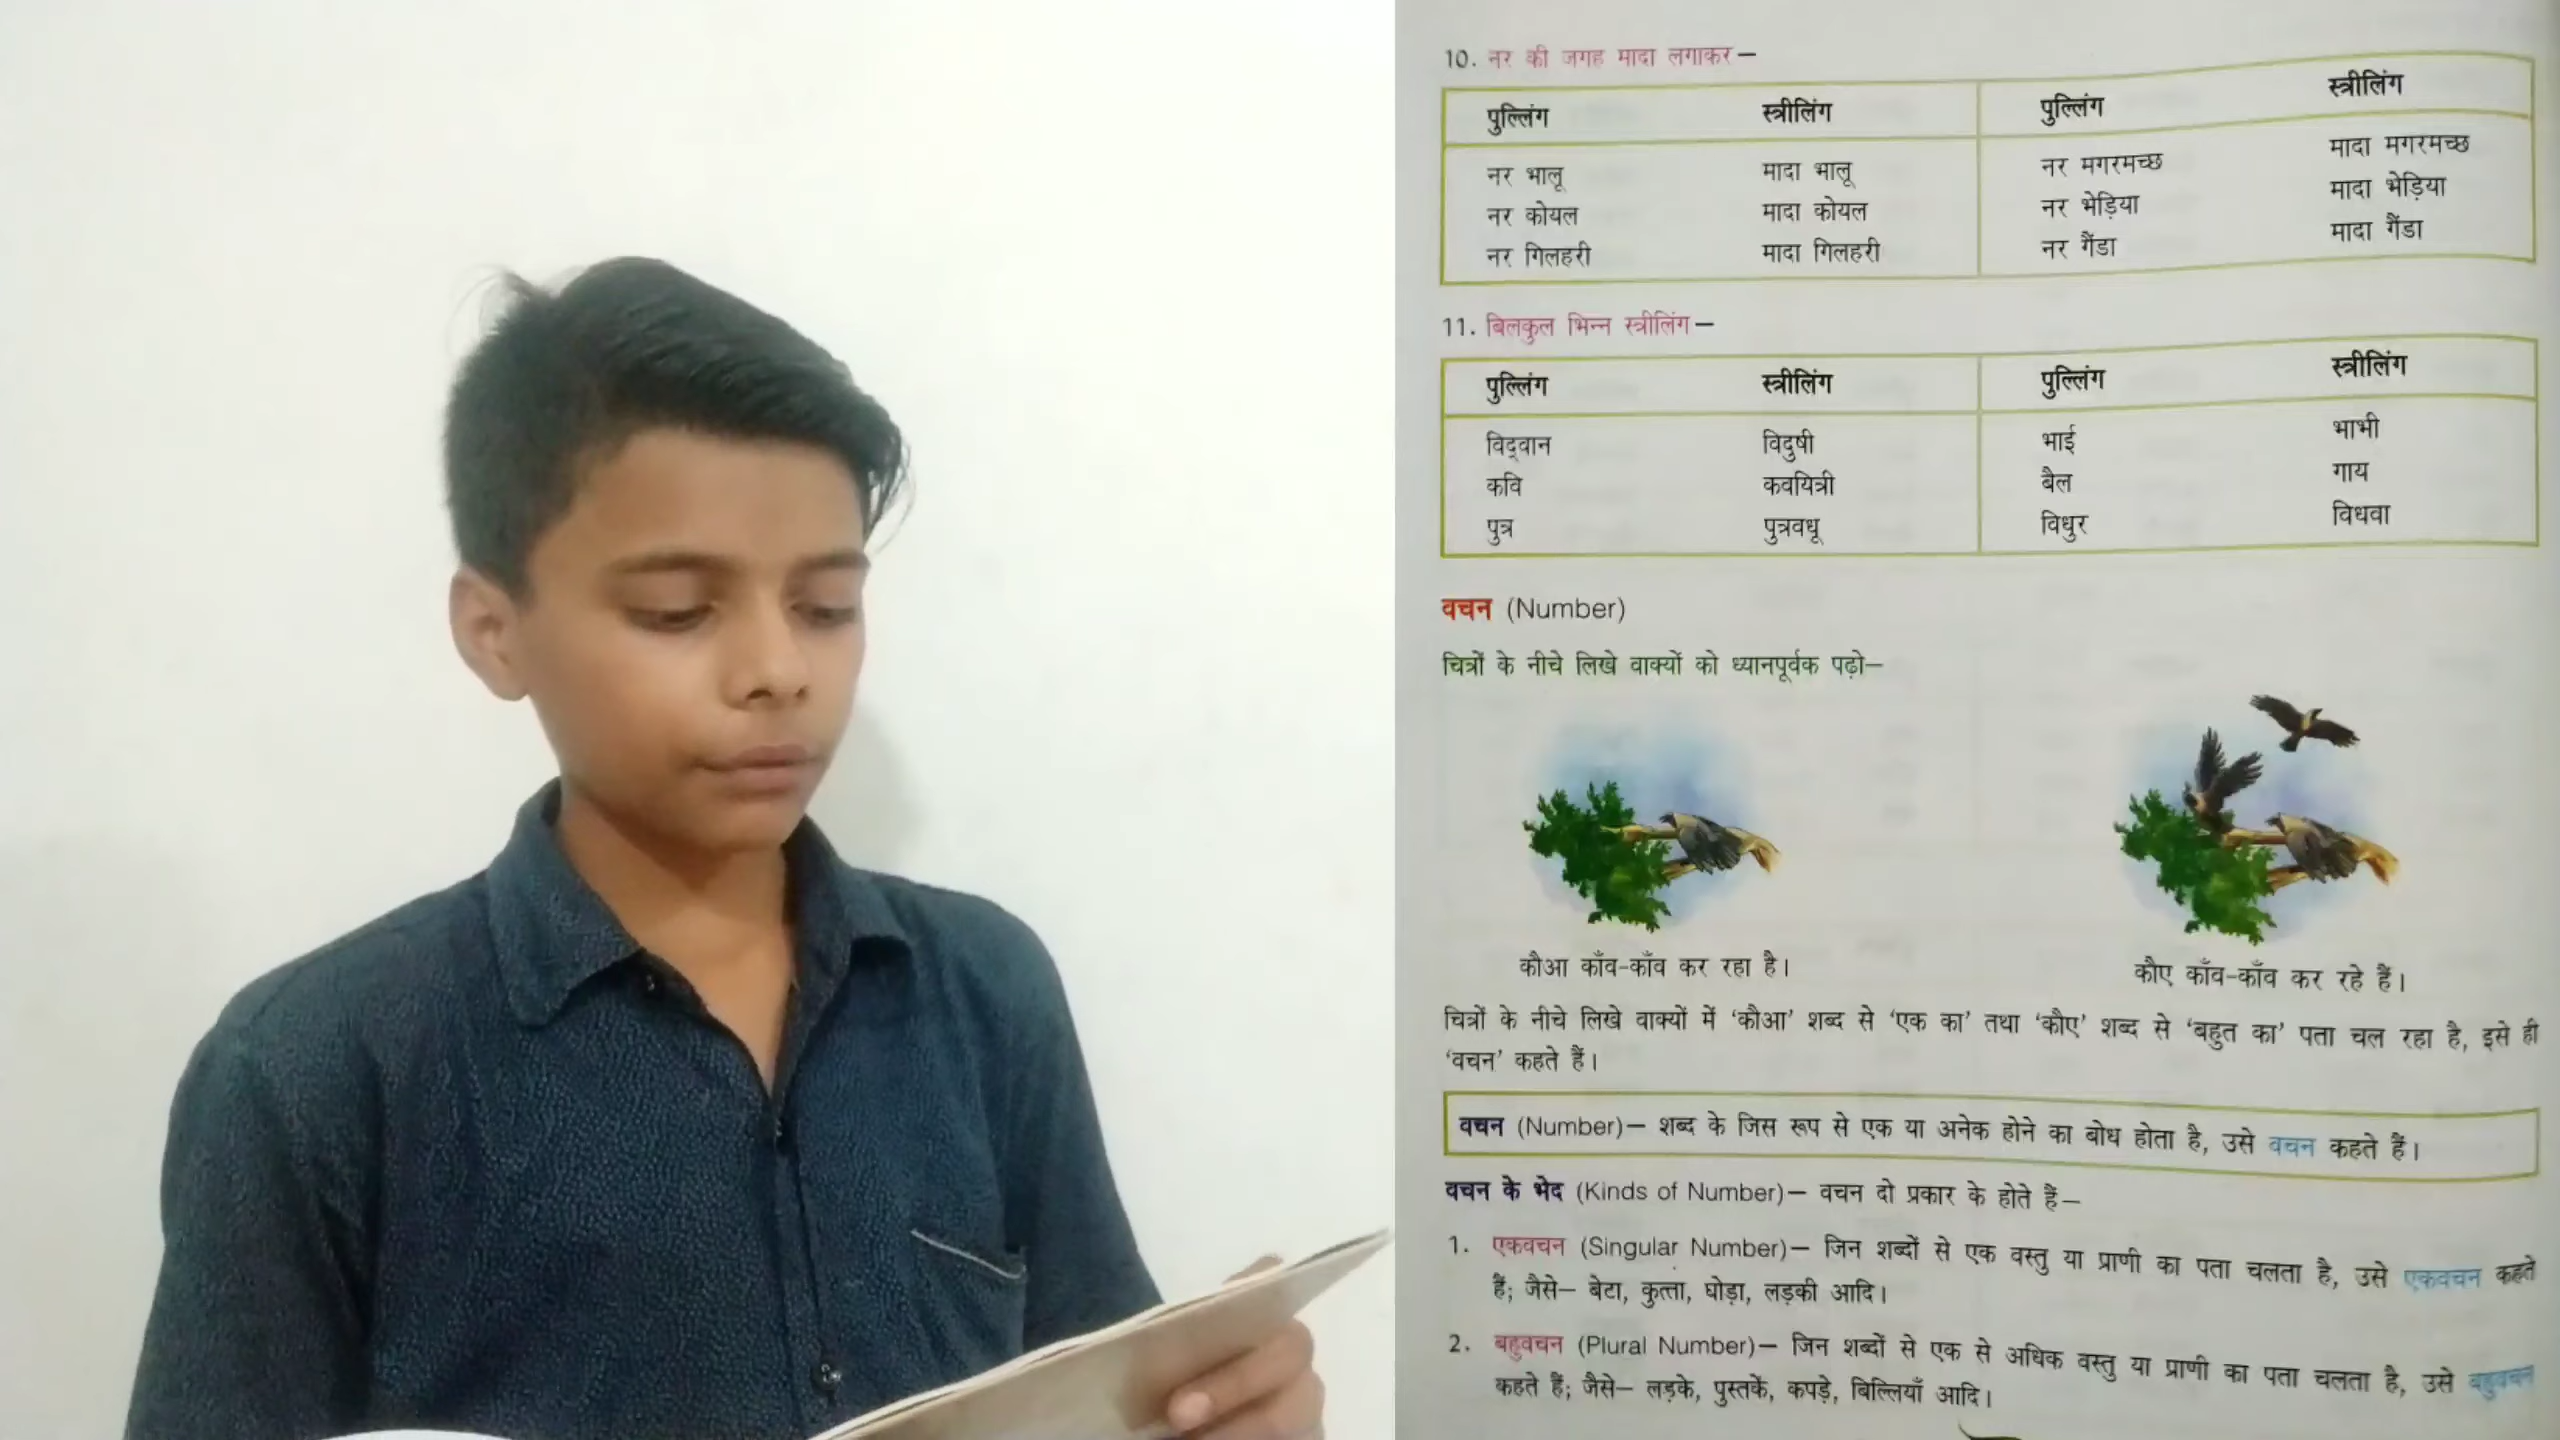 10. नर की जगह मादा लगाकर—
पुल्लिंग स्त्रीलिंग पुल्लिंग स्त्रीलिंग
नर भालू मादा भालू नर मगरमच्छ मादा मगरमच्छ
नर कोयल मादा कोयल नर भेड़िया मादा भेड़िया
नर गिलहरी मादा गिलहरी नर गैंडा मादा गैंडा
11. बिलकुल भिन्न स्त्रीलिंग—
पुल्लिंग स्त्रीलिंग पुल्लिंग स्त्रीलिंग
विद्वान विदुषी भाई भाभी
कवि कवयित्री बैल गाय
पुत्र पुत्रवधू विधुर विधवा
वचन (Number)
चित्रों के नीचे लिखे वाक्यों को ध्यानपूर्वक पढ़ो—
कौआ काँव-काँव कर रहा है। कौए काँव-काँव कर रहे हैं।
चित्रों के नीचे लिखे वाक्यों में ‘कौआ’ शब्द से ‘एक का’ तथा ‘कौए’ शब्द से ‘बहुत का’ पता चल रहा है, इसे ही
‘वचन’ कहते हैं।
वचन (Number)— शब्द के जिस रूप से एक या अनेक होने का बोध होता है, उसे वचन कहते हैं।
वचन के भेद (Kinds of Number)— वचन दो प्रकार के होते हैं—
1. एकवचन (Singular Number)— जिन शब्दों से एक वस्तु या प्राणी का पता चलता है, उसे एकवचन कहते
हैं; जैसे— बेटा, कुत्ता, घोड़ा, लड़की आदि।
2. बहुवचन (Plural Number)— जिन शब्दों से एक से अधिक वस्तु या प्राणी का पता चलता है, उसे बहुवचन
कहते हैं; जैसे— लड़के, पुस्तकें, कपड़े, बिल्लियाँ आदि।